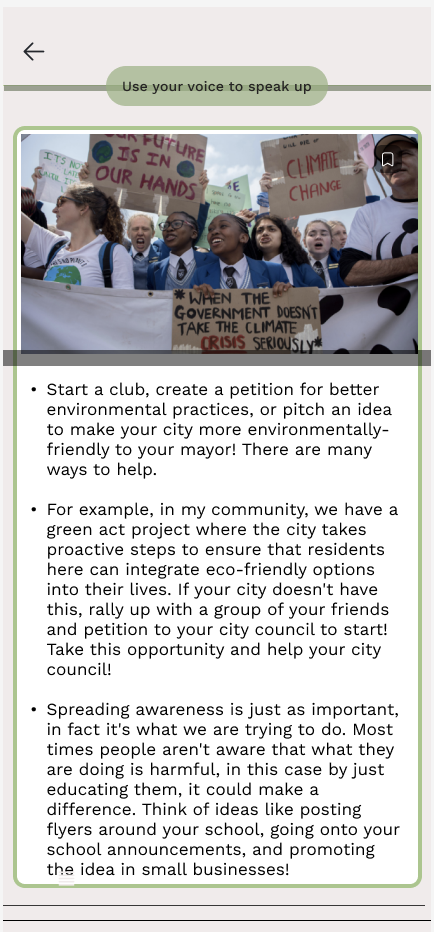 Use your voice to speak up
IT'S NO
OUR FUTURE
IS IN
OUR HANDS
CLIMATE
CHANGE
*WHEN THE
GOVERNMENT DOESN'T
TAKE THE CLIMATE
CRISIS SERIOUSLY*
• Start a club, create a petition for better
environmental practices, or pitch an idea
to make your city more environmentally-
friendly to your mayor! There are many
ways to help.
• For example, in my community, we have a
green act project where the city takes
proactive steps to ensure that residents
here can integrate eco-friendly options
into their lives. If your city doesn't have
this, rally up with a group of your friends
and petition to your city council to start!
Take this opportunity and help your city
council!
• Spreading awareness is just as important,
in fact it's what we are trying to do. Most
times people aren't aware that what they
are doing is harmful, in this case by just
educating them, it could make a
difference. Think of ideas like posting
flyers around your school, going onto your
school announcements, and promoting
the idea in small businesses!